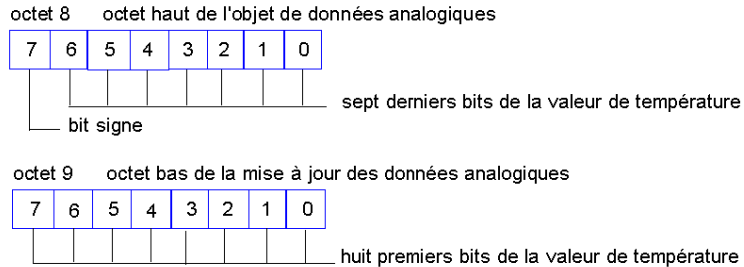 octet 8 octet haut de l'objet de données analogiques
7 6 5 4 3 2 1 0
sept derniers bits de la valeur de température
bit signe
octet 9 octet bas de la mise à jour des données analogiques
7 6 5 4 3 2 1 0
huit premiers bits de la valeur de température